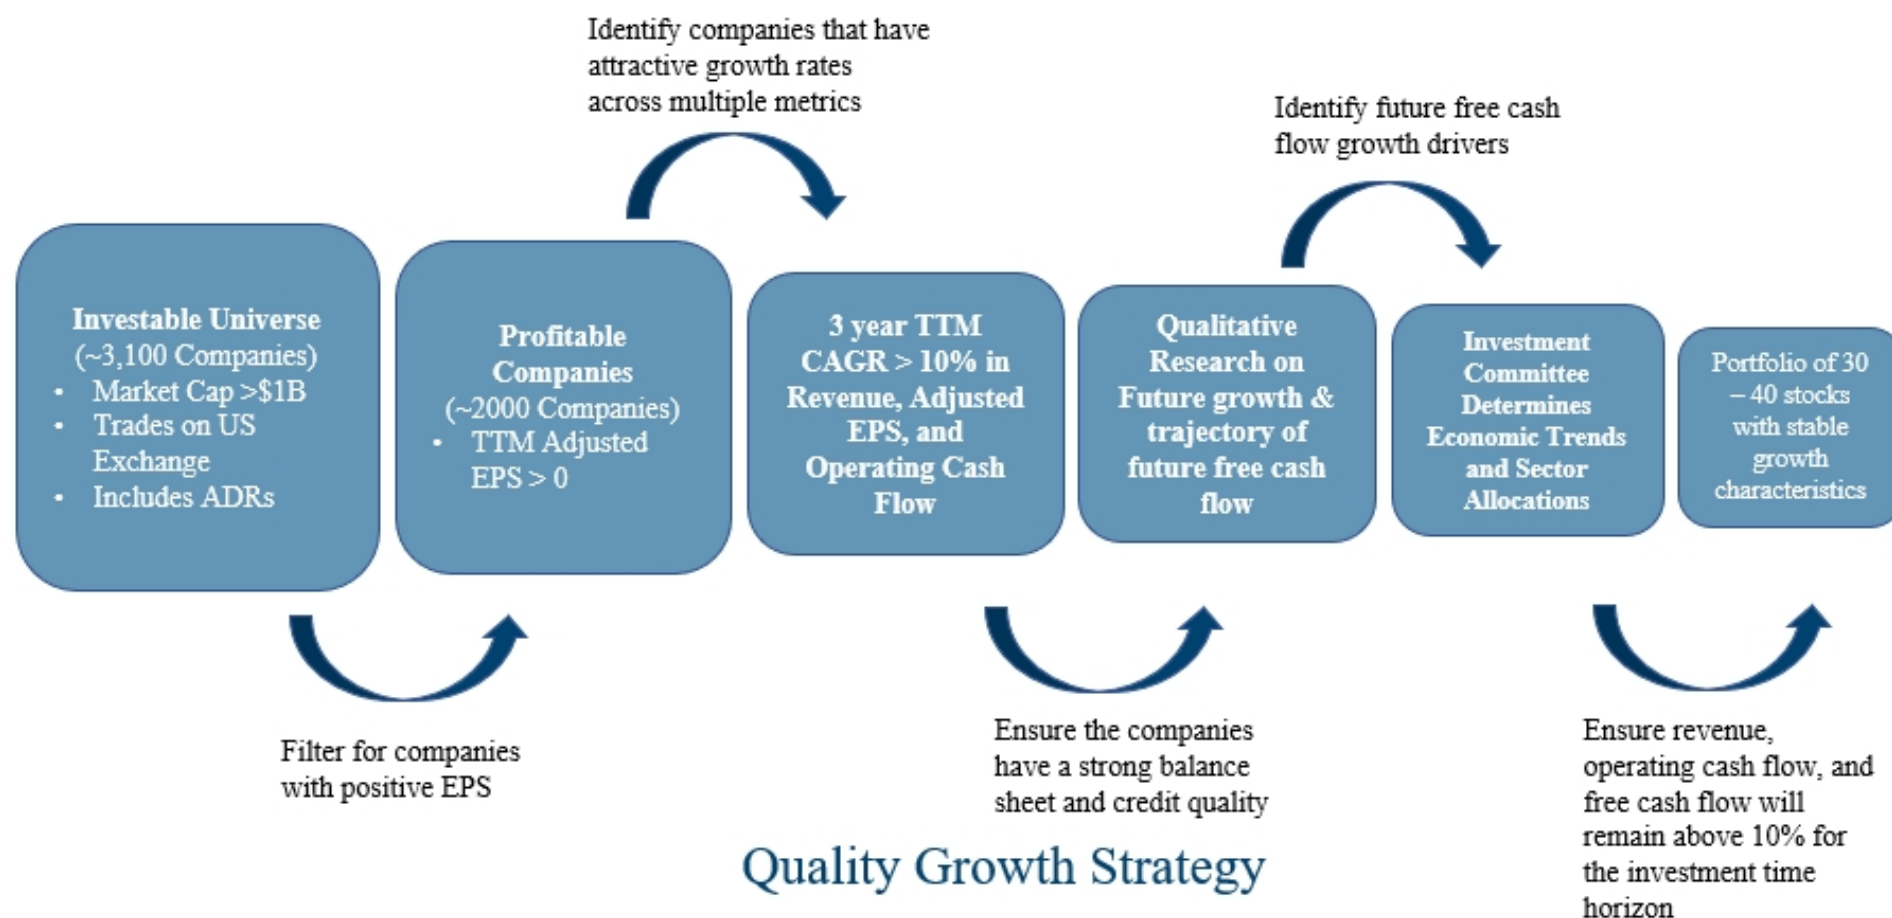 Identify companies that have
attractive growth rates
across multiple metrics
Identify future free cash
flow growth drivers
Investable Universe
(~3,100 Companies)
• Market Cap >$1B
• Trades on US
Exchange
• Includes ADRs
Profitable
Companies
(~2000 Companies)
• TTM Adjusted
EPS > 0
3 year TTM
CAGR > 10% in
Revenue, Adjusted
EPS, and
Operating Cash
Flow
Qualitative
Research on
Future growth &
trajectory of
future free cash
flow
Investment
Committee
Determines
Economic Trends
and Sector
Allocations
Portfolio of 30
– 40 stocks
with stable
growth
characteristics
Filter for companies
with positive EPS
Ensure the companies
have a strong balance
sheet and credit quality
Ensure revenue,
operating cash flow, and
free cash flow will
remain above 10% for
the investment time
horizon
Quality Growth Strategy